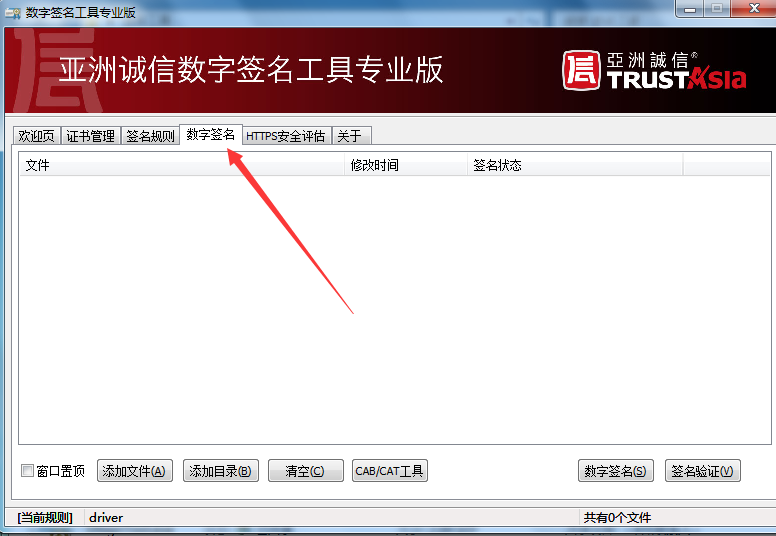 数字签名工具专业版
亚洲诚信数字签名工具专业版
亞洲誠信®
TRUSTAsia
欢迎页 证书管理 签名规则 数字签名 HTTPS安全评估 关于
文件 修改时间 签名状态
窗口置顶 添加文件(A) 添加目录(B) 清空(C) CAB/CAT工具 数字签名(S) 签名验证(V)
[当前规则] driver 共有0个文件